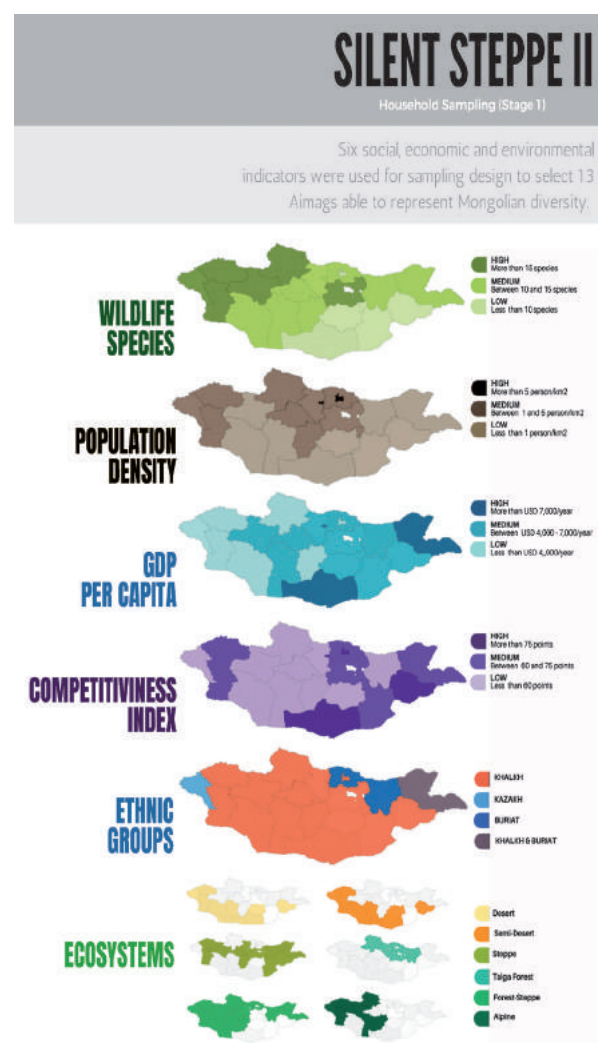 SILENT STEPPE II
Household Sampling (Stage 1)
Six social, economic and environmental
indicators were used for sampling design to select 13
Aimags able to represent Mongolian diversity.
WILDLIFE
SPECIES
HIGH
More than 15 species
MEDIUM
Between 10 and 15 species
LOW
Less than 10 species
POPULATION
DENSITY
HIGH
More than 5 person/km2
MEDIUM
Between 1 and 5 person/km2
LOW
Less than 1 person/km2
GDP
PER CAPITA
HIGH
More than USD 7,000/year
MEDIUM
Between USD 4,000 - 7,000/year
LOW
Less than USD 4,000/year
COMPETITIVINESS
INDEX
HIGH
More than 75 points
MEDIUM
Between 60 and 75 points
LOW
Less than 60 points
ETHNIC
GROUPS
KHALKH
KAZAKH
BURIAT
KHALKH & BURIAT
ECOSYSTEMS
Desert
Semi-Desert
Steppe
Taiga Forest
Forest-Steppe
Alpine